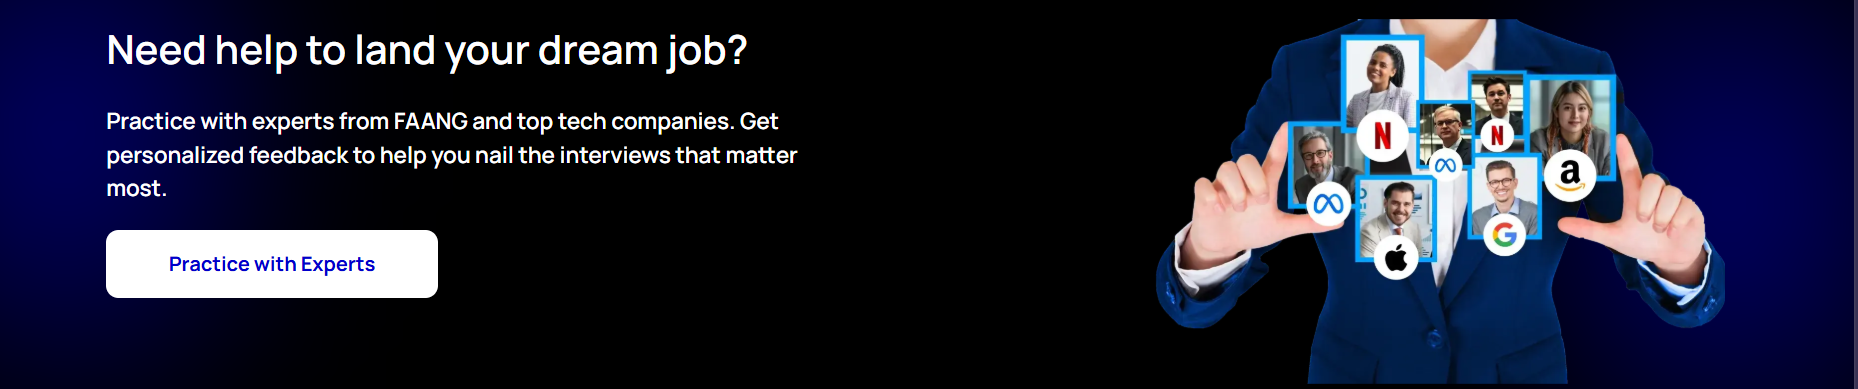 Need help to land your dream job?
Practice with experts from FAANG and top tech companies. Get
personalized feedback to help you nail the interviews that matter
most.
Practice with Experts
N
N
a
G